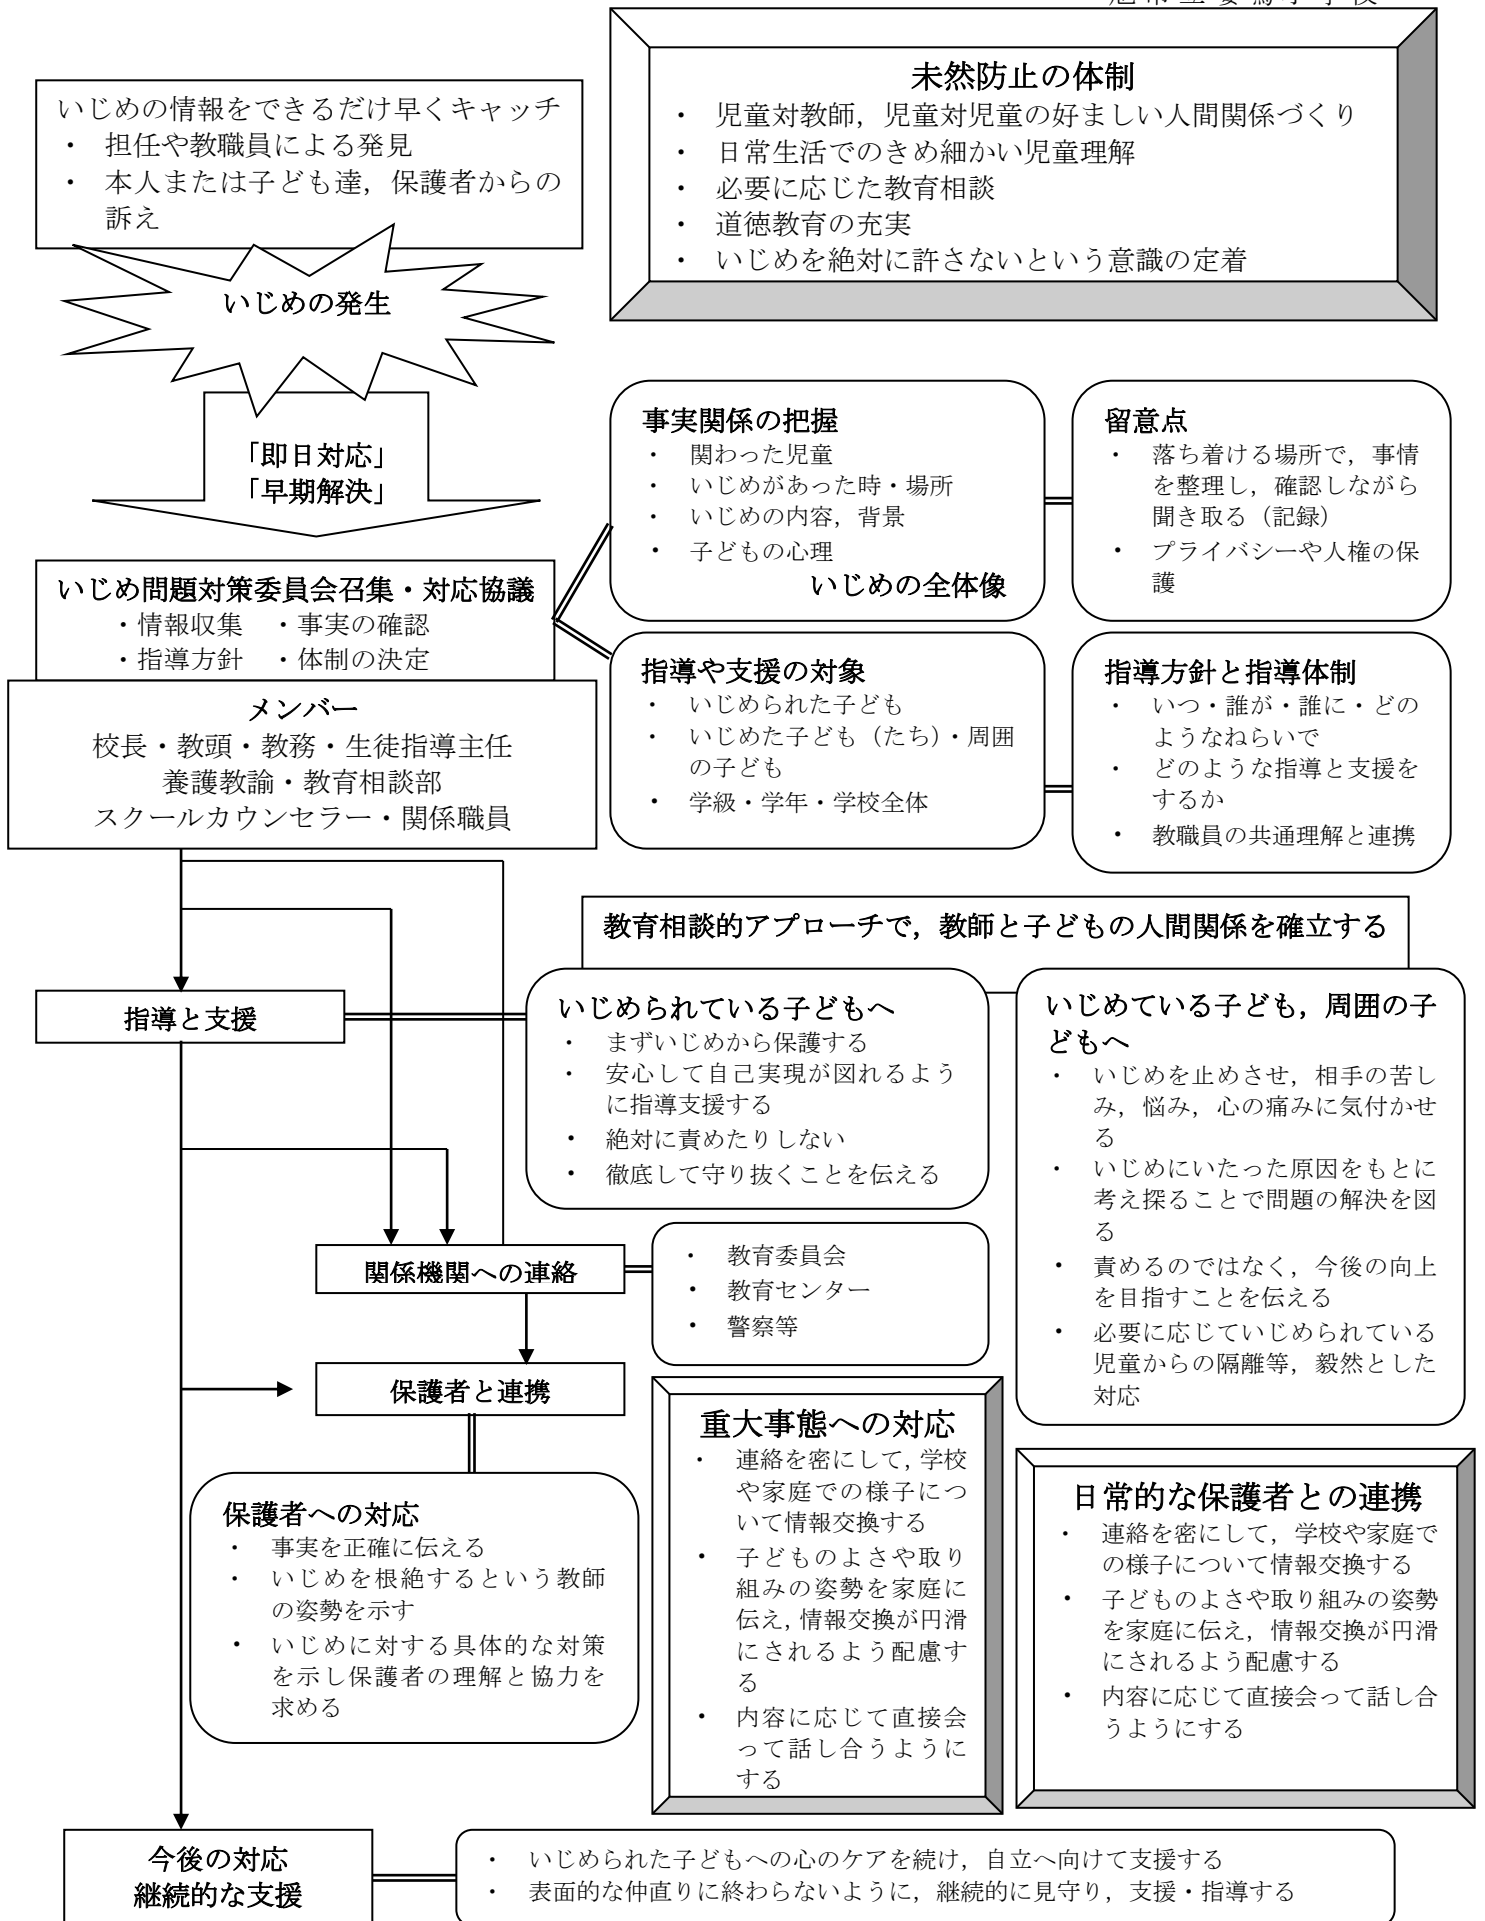 未然防止の体制
・ 児童対教師，児童対児童の好ましい人間関係づくり
・ 日常生活でのきめ細かい児童理解
・ 必要に応じた教育相談
・ 道徳教育の充実
・ いじめを絶対に許さないという意識の定着
いじめの情報をできるだけ早くキャッチ
・ 担任や教職員による発見
・ 本人または子ども達，保護者からの
訴え
いじめの発生
「即日対応」
「早期解決」
いじめ問題対策委員会召集・対応協議
・情報収集 ・事実の確認
・指導方針 ・体制の決定
メンバー
校長・教頭・教務・生徒指導主任
養護教諭・教育相談部
スクールカウンセラー・関係職員
事実関係の把握
・ 関わった児童
・ いじめがあった時・場所
・ いじめの内容，背景
・ 子どもの心理
いじめの全体像
留意点
・ 落ち着ける場所で，事情
を整理し，確認しながら
聞き取る（記録）
・ プライバシーや人権の保
護
指導や支援の対象
・ いじめられた子ども
・ いじめた子ども（たち）・周囲
の子ども
・ 学級・学年・学校全体
指導方針と指導体制
・ いつ・誰が・誰に・どの
ようなねらいで
・ どのような指導と支援を
するか
・ 教職員の共通理解と連携
教育相談的アプローチで，教師と子どもの人間関係を確立する
指導と支援
いじめられている子どもへ
・ まずいじめから保護する
・ 安心して自己実現が図れるよう
に指導支援する
・ 絶対に責めたりしない
・ 徹底して守り抜くことを伝える
いじめている子ども，周囲の子
どもへ
・ いじめを止めさせ，相手の苦し
み，悩み，心の痛みに気付かせ
る
・ いじめにいたった原因をもとに
考え探ることで問題の解決を図
る
・ 責めるのではなく，今後の向上
を目指すことを伝える
・ 必要に応じていじめられている
児童からの隔離等，毅然とした
対応
関係機関への連絡
・ 教育委員会
・ 教育センター
・ 警察等
保護者と連携
保護者への対応
・ 事実を正確に伝える
・ いじめを根絶するという教師
の姿勢を示す
・ いじめに対する具体的な対策
を示し保護者の理解と協力を
求める
重大事態への対応
・ 連絡を密にして，学校
や家庭での様子につ
いて情報交換する
・ 子どものよさや取り
組みの姿勢を家庭に
伝え，情報交換が円滑
にされるよう配慮す
る
・ 内容に応じて直接会
って話し合うように
する
日常的な保護者との連携
・ 連絡を密にして，学校や家庭で
の様子について情報交換する
・ 子どものよさや取り組みの姿勢
を家庭に伝え，情報交換が円滑
にされるよう配慮する
・ 内容に応じて直接会って話し合
うようにする
今後の対応
継続的な支援
・ いじめられた子どもへの心のケアを続け，自立へ向けて支援する
・ 表面的な仲直りに終わらないように，継続的に見守り，支援・指導する